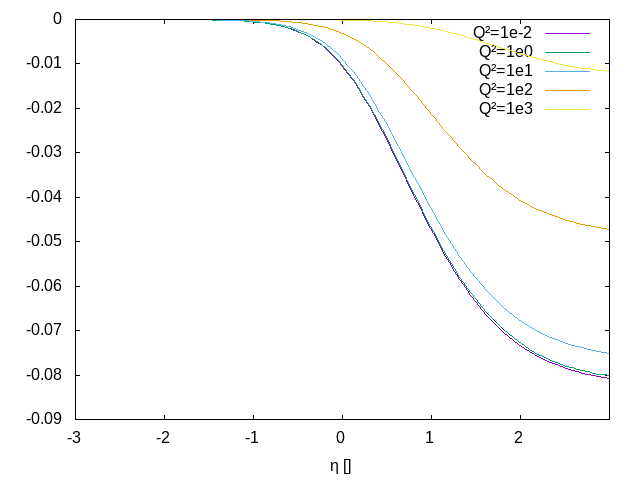 0
-0.01
-0.02
-0.03
-0.04
-0.05
-0.06
-0.07
-0.08
-0.09
-3
-2
-1
0
1
2
η []
Q²=1e-2
Q²=1e0
Q²=1e1
Q²=1e2
Q²=1e3